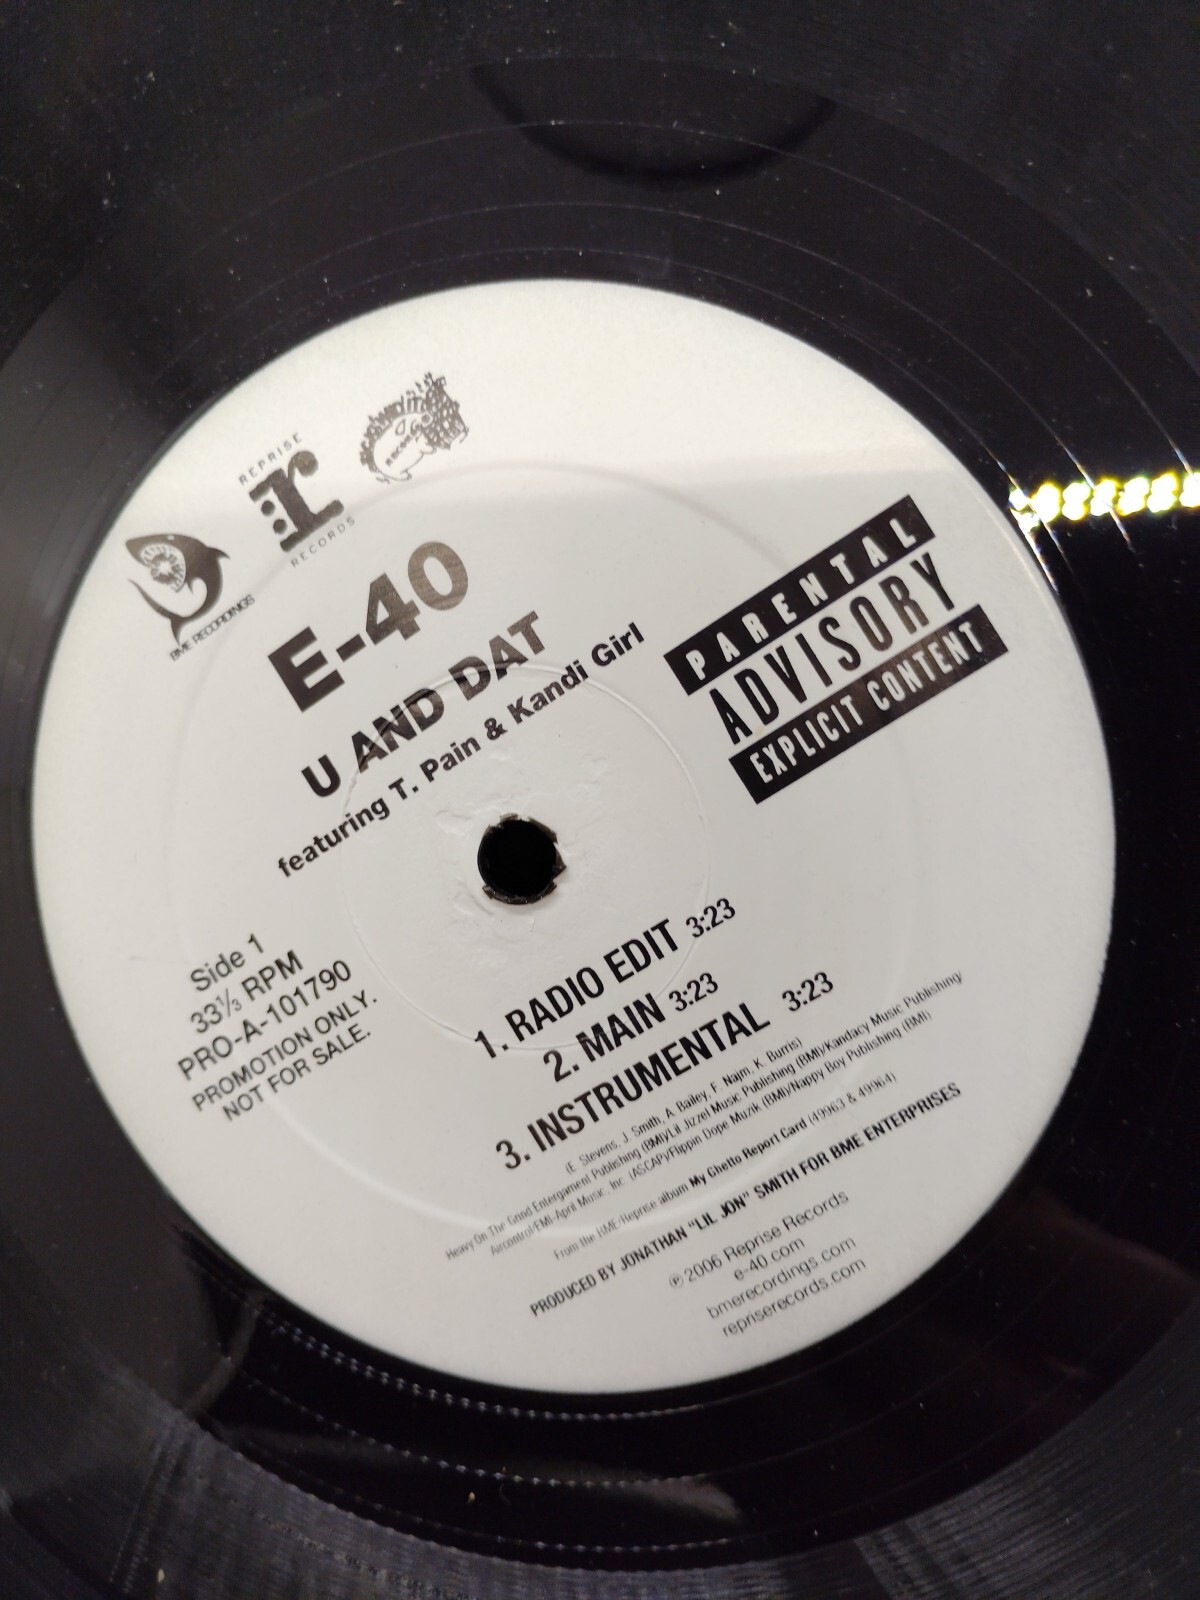 REPRISE
r
RECORDS
BME RECORDINGS
E-40
U AND DAT
featuring T. Pain & Kandi Girl
PARENTAL
ADVISORY
EXPLICIT CONTENT
Side 1
33⅓ RPM
PRO-A-101790
PROMOTION ONLY.
NOT FOR SALE.
1. RADIO EDIT 3:23
2. MAIN 3:23
3. INSTRUMENTAL 3:23
(E. Stevens, J. Smith, A. Bailey, F. Najm, K. Burris)
Heavy On The Grind Entergament Publishing (BMI)/Lil Jizzel Music Publishing (BMI)/Kandacy Music Publishing
Aircontrol/EMI-April Music, Inc. (ASCAP)/Flippin Dope Muzik (BMI)/Nappy Boy Publishing (BMI)
From the BME/Reprise album My Ghetto Report Card (49963 & 49964)
PRODUCED BY JONATHAN "LIL JON" SMITH FOR BME ENTERPRISES
℗ 2006 Reprise Records
e-40.com
bmerecordings.com
repriserecords.com